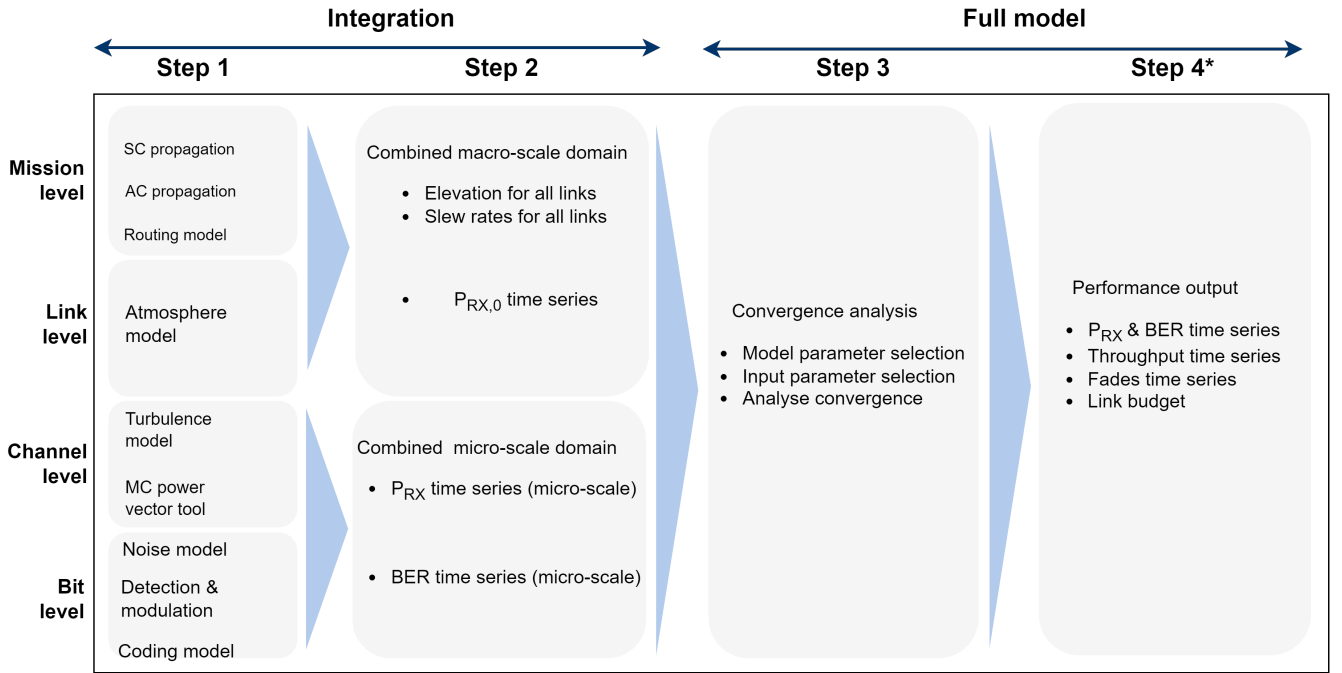 Integration
Full model
Step 1
Step 2
Step 3
Step 4*
Mission
level
SC propagation
AC propagation
Routing model
Link
level
Atmosphere
model
Channel
level
Turbulence
model
MC power
vector tool
Bit
level
Noise model
Detection &
modulation
Coding model
Combined macro-scale domain
• Elevation for all links
• Slew rates for all links
• PRX,0 time series
Combined  micro-scale domain
• PRX time series (micro-scale)
• BER time series (micro-scale)
Convergence analysis
• Model parameter selection
• Input parameter selection
• Analyse convergence
Performance output
• PRX & BER time series
• Throughput time series
• Fades time series
• Link budget